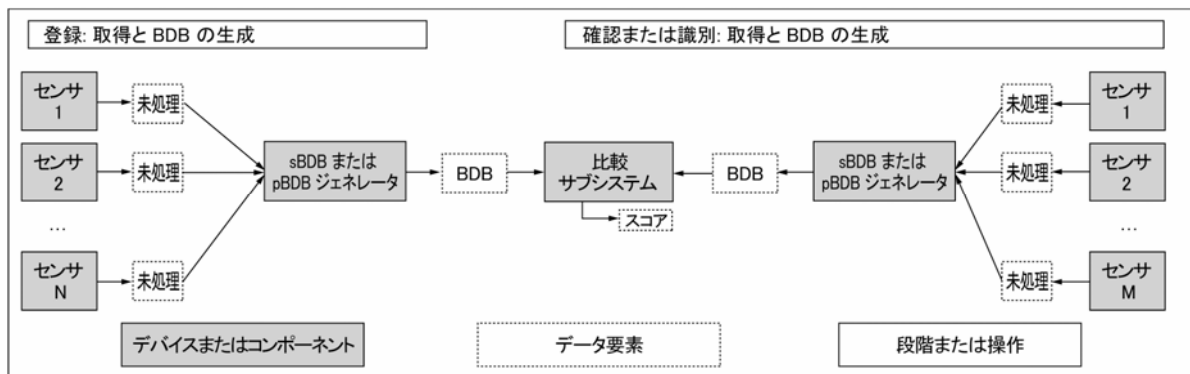 登録: 取得と BDB の生成
確認または識別: 取得と BDB の生成
センサ
1
未処理
未処理
センサ
1
センサ
2
未処理
sBDB または
pBDB ジェネレータ
BDB
比較
サブシステム
BDB
sBDB または
pBDB ジェネレータ
未処理
センサ
2
スコア
…
…
センサ
N
未処理
未処理
センサ
M
デバイスまたはコンポーネント
データ要素
段階または操作